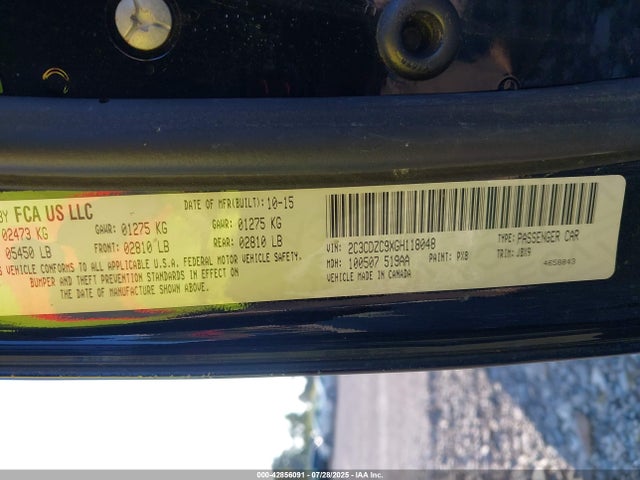 BY FCA US LLC
DATE OF MFR(BUILT): 10-15
02473 KG GAWR: 01275 KG GAWR: 01275 KG
05450 LB FRONT: 02810 LB REAR: 02810 LB
VEHICLE CONFORMS TO ALL APPLICABLE U.S.A. FEDERAL MOTOR VEHICLE SAFETY,
BUMPER AND THEFT PREVENTION STANDARDS IN EFFECT ON
THE DATE OF MANUFACTURE SHOWN ABOVE.
VIN: 2C3CDZC9XGH118048 TYPE: PASSENGER CAR
MDH: 100507 519AA PAINT: PX8 TRIM: JBX9
MADE IN CANADA 4658843
000-42856091 - 07/28/2025 - IAA Inc.